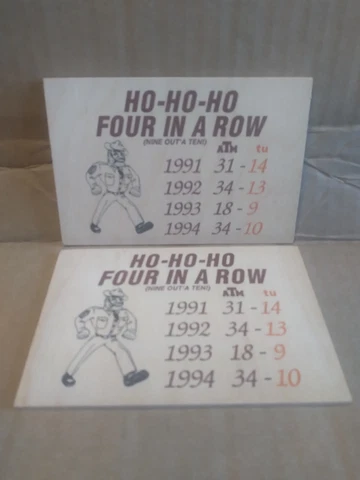 HO-HO-HO
FOUR IN A ROW
(NINE OUT'A TEN!)
ATM tu
1991 31 - 14
1992 34 - 13
1993 18 - 9
1994 34 - 10
HO-HO-HO
FOUR IN A ROW
(NINE OUT'A TEN!)
ATM tu
1991 31 - 14
1992 34 - 13
1993 18 - 9
1994 34 - 10